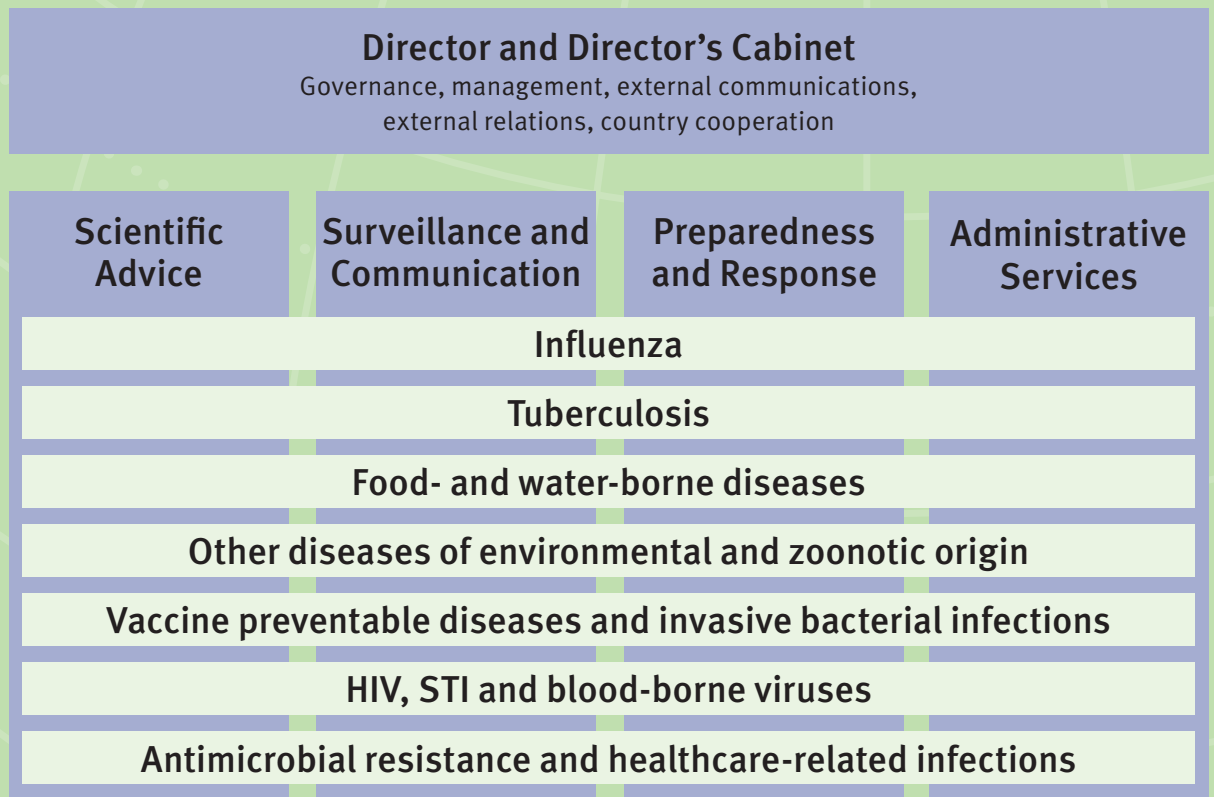 Director and Director’s Cabinet
Governance, management, external communications,
external relations, country cooperation
Scientific
Advice
Surveillance and
Communication
Preparedness
and Response
Administrative
Services
Influenza
Tuberculosis
Food- and water-borne diseases
Other diseases of environmental and zoonotic origin
Vaccine preventable diseases and invasive bacterial infections
HIV, STI and blood-borne viruses
Antimicrobial resistance and healthcare-related infections